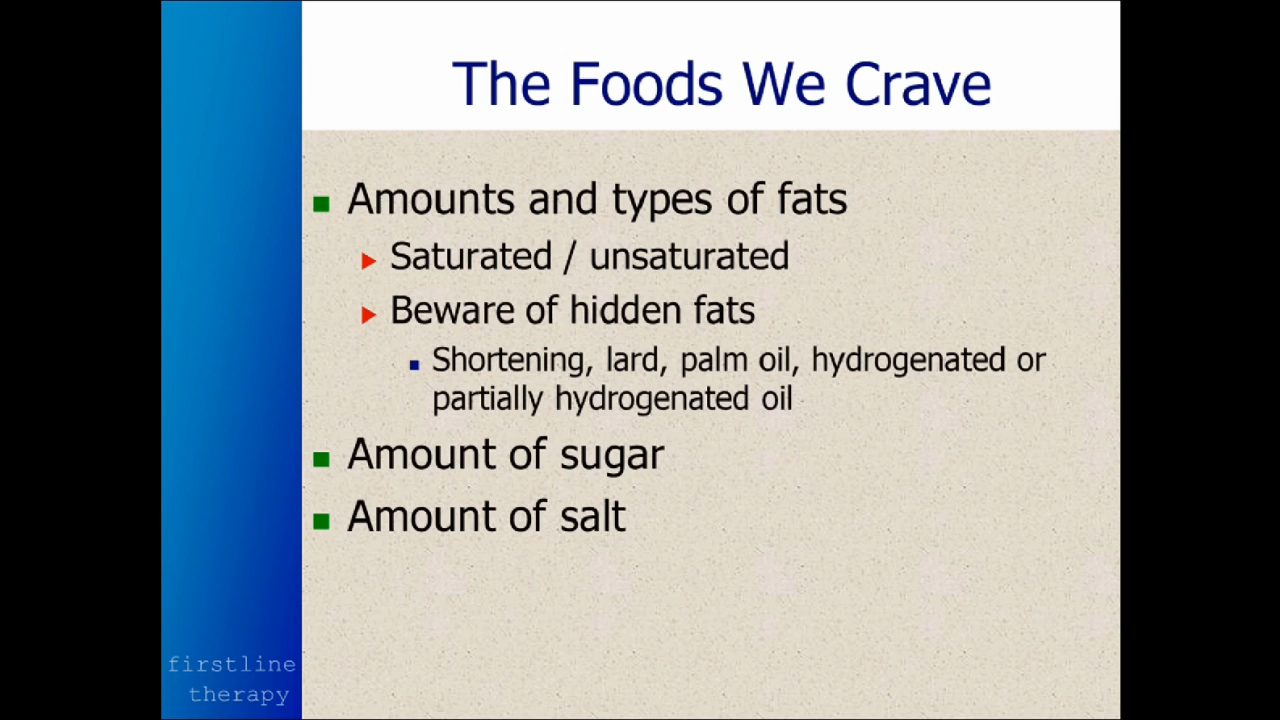 The Foods We Crave
Amounts and types of fats
Saturated / unsaturated
Beware of hidden fats
Shortening, lard, palm oil, hydrogenated or
partially hydrogenated oil
Amount of sugar
Amount of salt
firstline
therapy